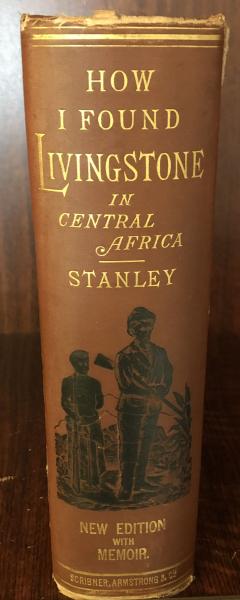 HOW
I FOUND
LIVINGSTONE
IN
CENTRAL
AFRICA
STANLEY
NEW EDITION
WITH
MEMOIR.
SCRIBNER, ARMSTRONG & CO